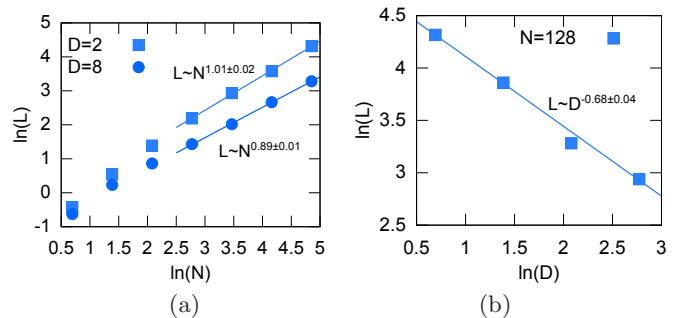 5
4
3
2
1
0
-1
0.5 1 1.5 2 2.5 3 3.5 4 4.5 5
ln(L)
ln(N)
D=2
D=8
L~N^1.01±0.02
L~N^0.89±0.01
(a)
4.5
4
3.5
3
2.5
0.5 1 1.5 2 2.5 3
ln(L)
ln(D)
N=128
L~D^-0.68±0.04
(b)